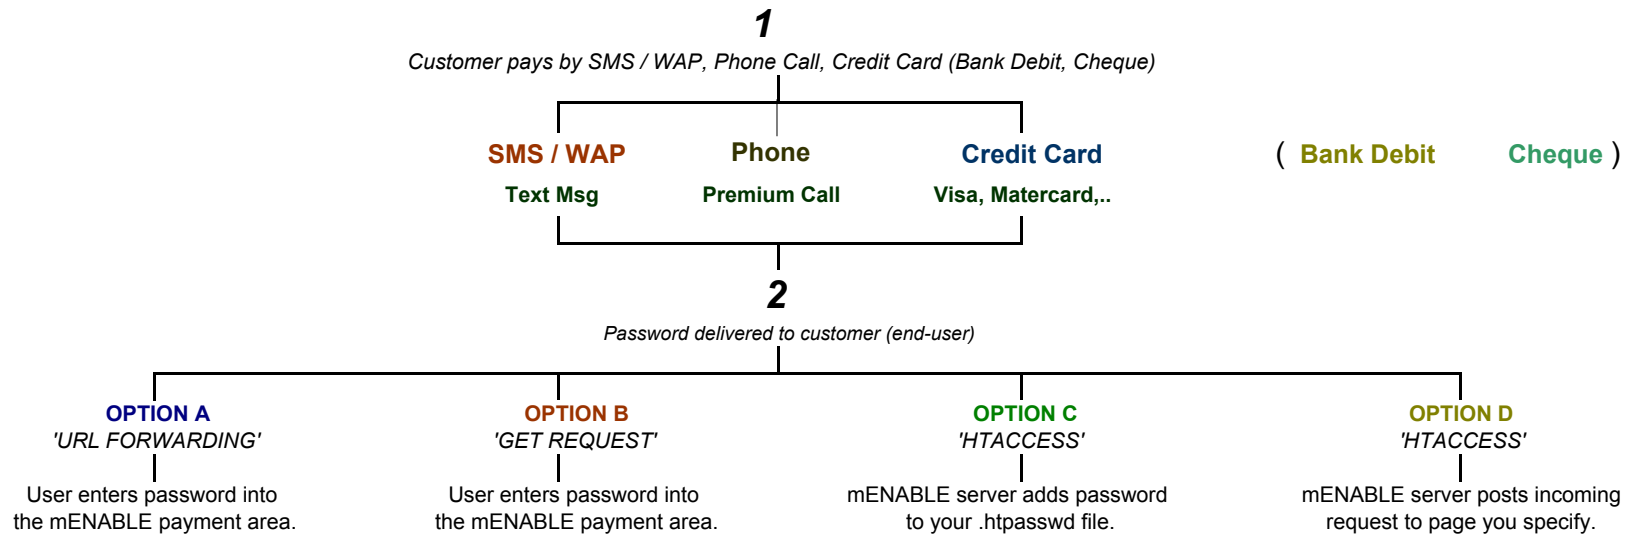 1
Customer pays by SMS / WAP, Phone Call, Credit Card (Bank Debit, Cheque)
SMS / WAP Phone Credit Card ( Bank Debit Cheque )
Text Msg Premium Call Visa, Matercard,..
2
Password delivered to customer (end-user)
OPTION A OPTION B OPTION C OPTION D
'URL FORWARDING' 'GET REQUEST' 'HTACCESS' 'HTACCESS'
User enters password into User enters password into mENABLE server adds password mENABLE server posts incoming
the mENABLE payment area. the mENABLE payment area. to your .htpasswd file. request to page you specify.